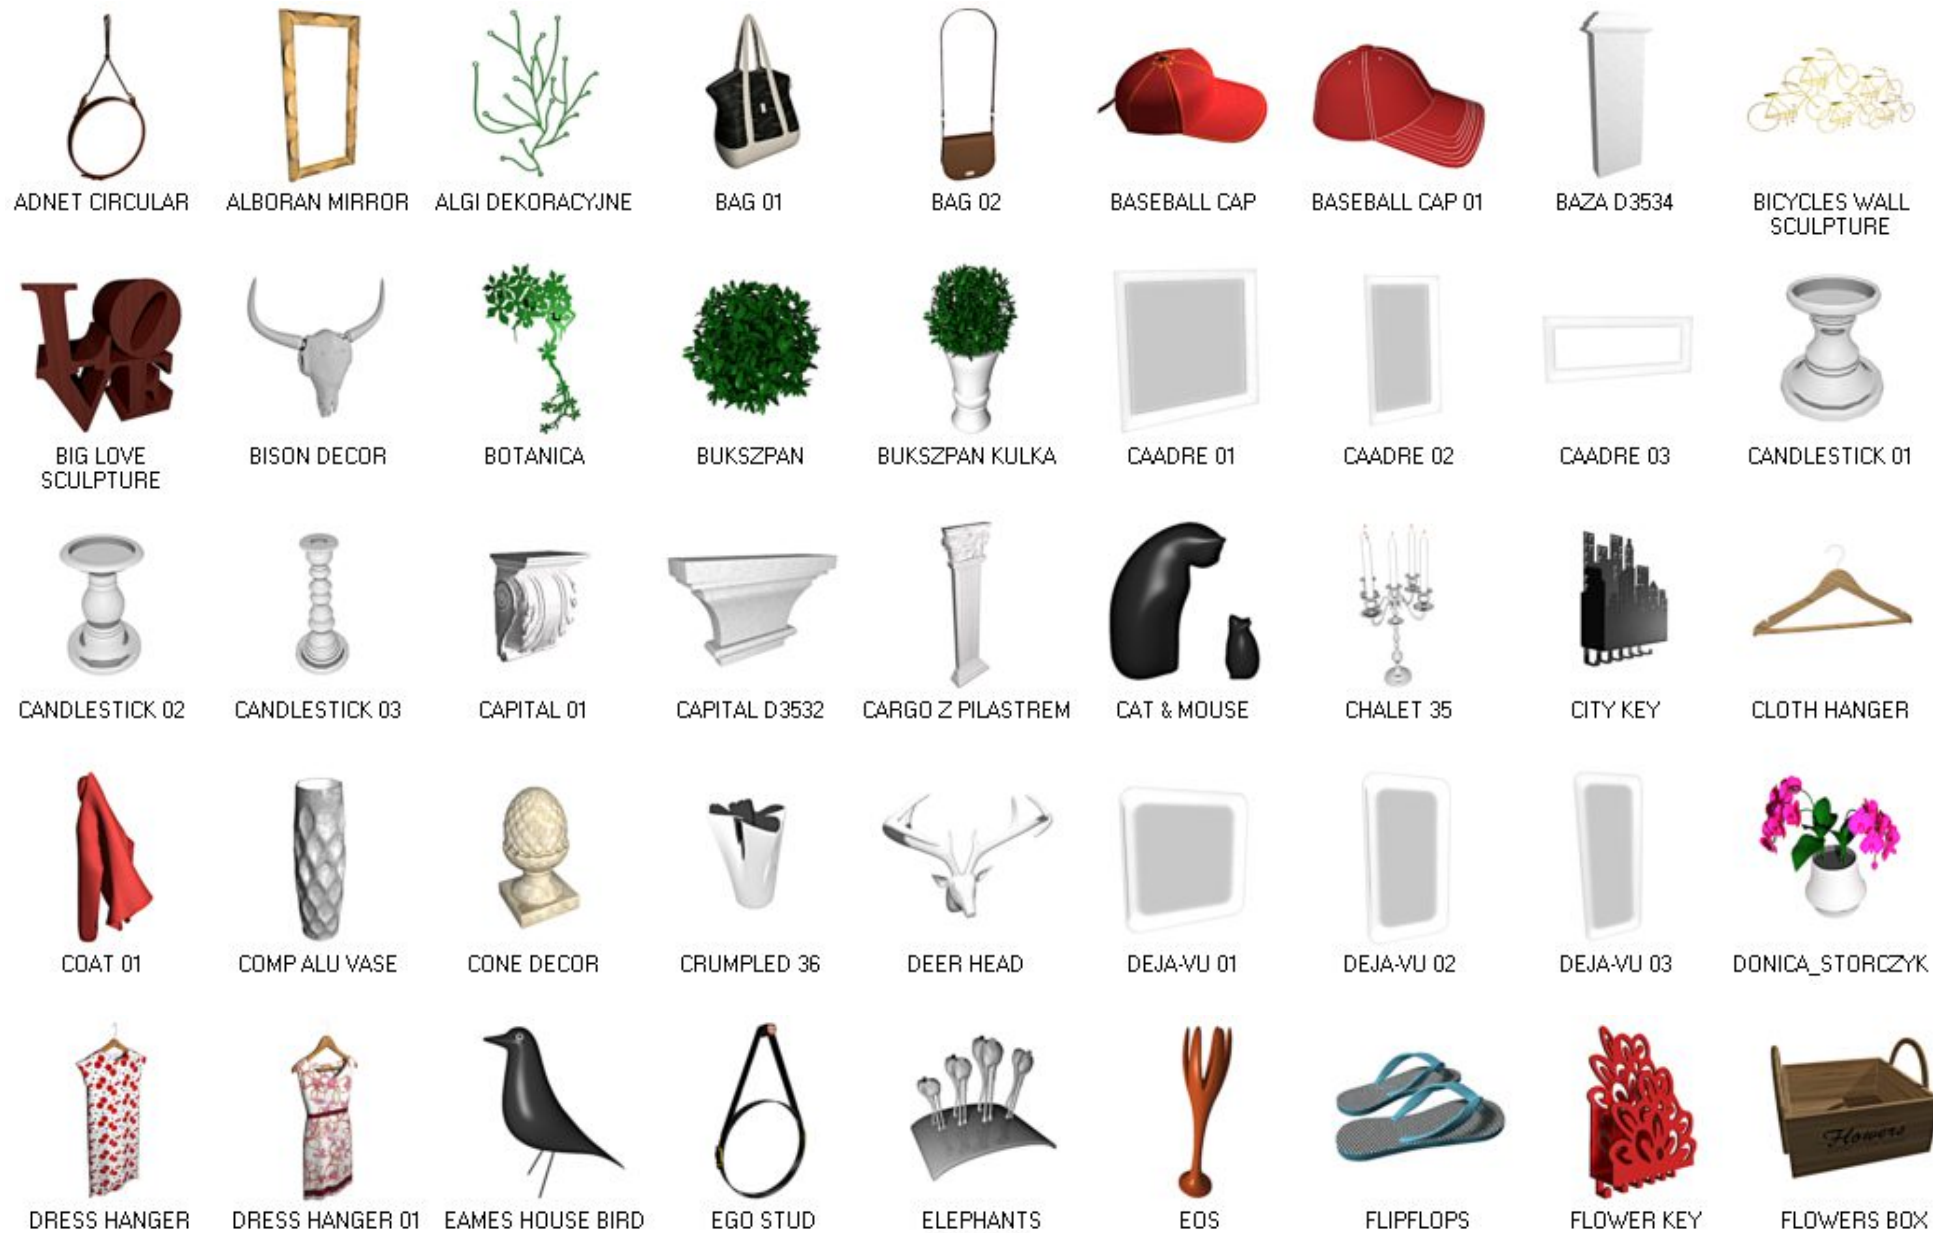 ADNET CIRCULAR
ALBORAN MIRROR
ALGI DEKORACYJNE
BAG 01
BAG 02
BASEBALL CAP
BASEBALL CAP 01
BAZA D3534
BICYCLES WALL
SCULPTURE
LOVE
BIG LOVE
SCULPTURE
BISON DECOR
BOTANICA
BUKSZPAN
BUKSZPAN KULKA
CAADRE 01
CAADRE 02
CAADRE 03
CANDLESTICK 01
CANDLESTICK 02
CANDLESTICK 03
CAPITAL 01
CAPITAL D3532
CARGO Z PILASTREM
CAT & MOUSE
CHALET 35
CITY KEY
CLOTH HANGER
COAT 01
COMP ALU VASE
CONE DECOR
CRUMPLED 36
DEER HEAD
DEJA-VU 01
DEJA-VU 02
DEJA-VU 03
DONICA_STORCZYK
Flowers
DRESS HANGER
DRESS HANGER 01
EAMES HOUSE BIRD
EGO STUD
ELEPHANTS
EOS
FLIPFLOPS
FLOWER KEY
FLOWERS BOX